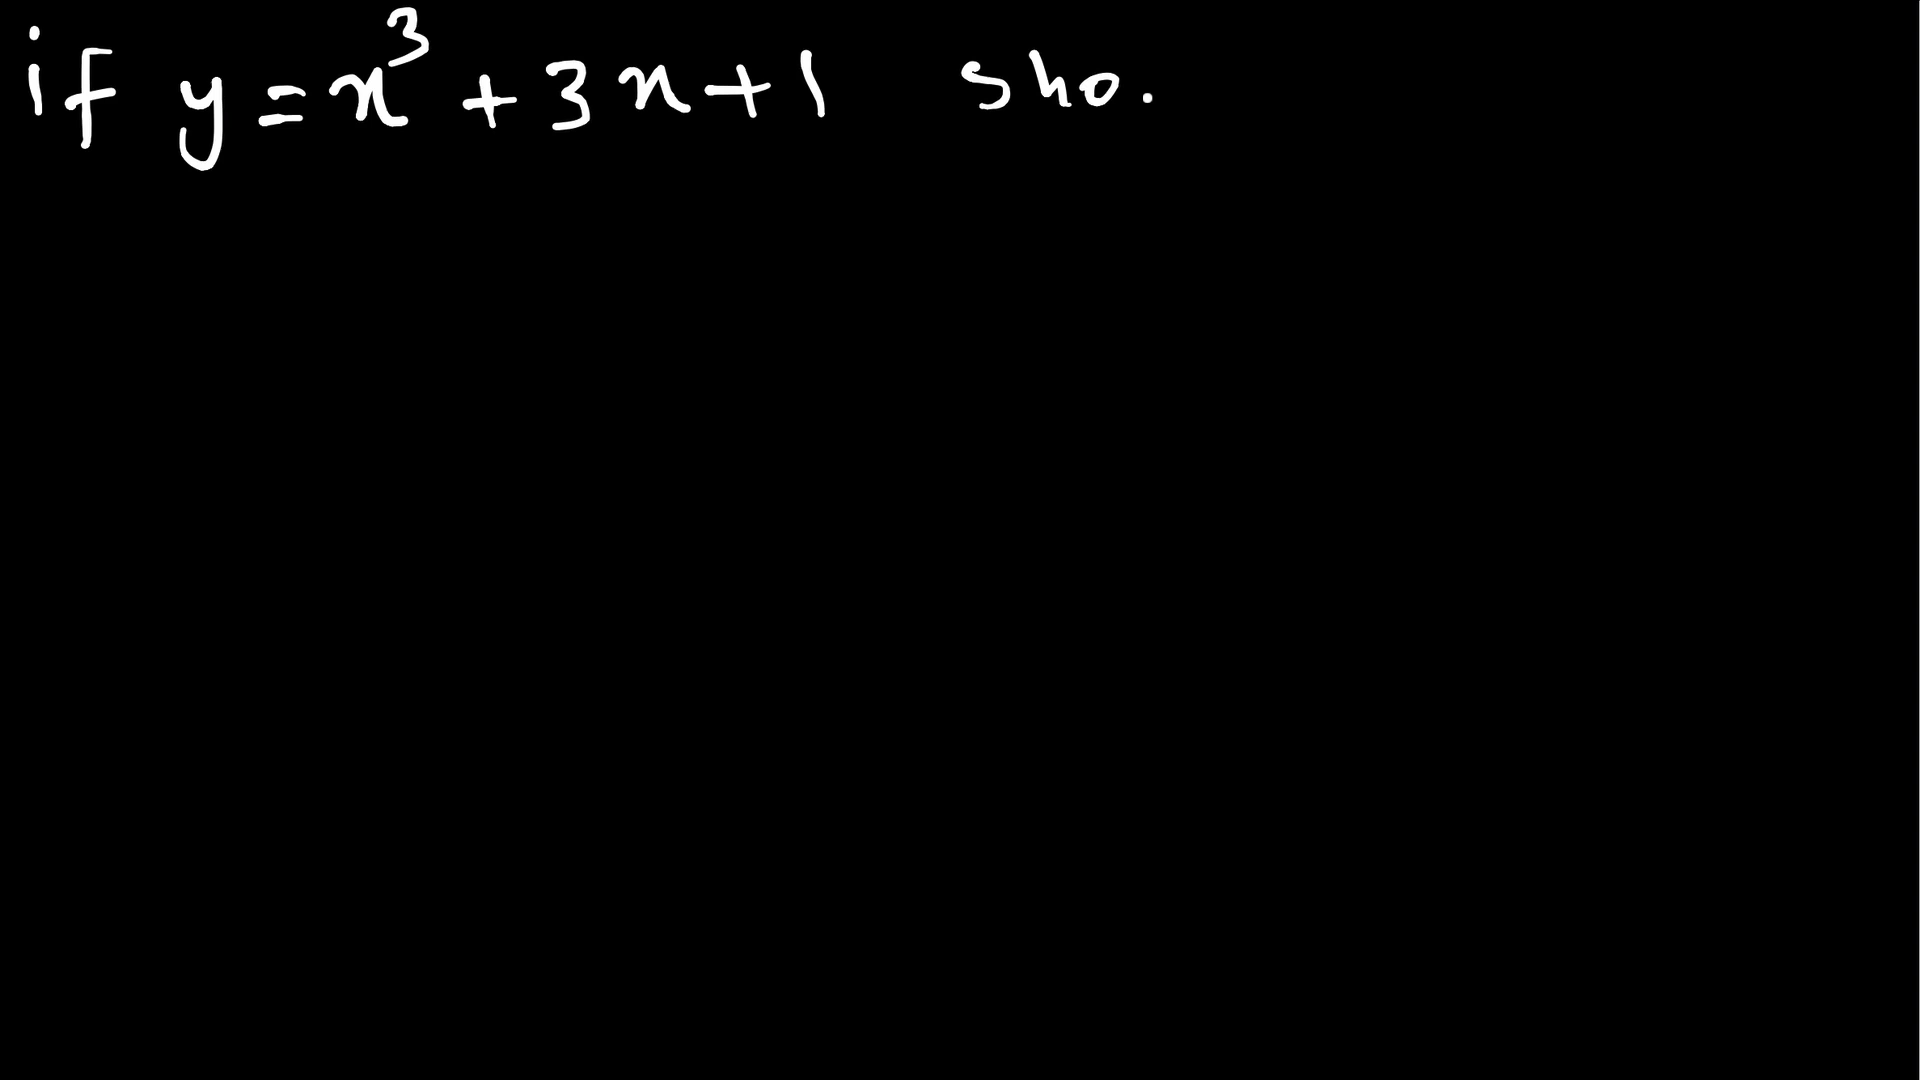 if y = x³ + 3x + 1 sho.